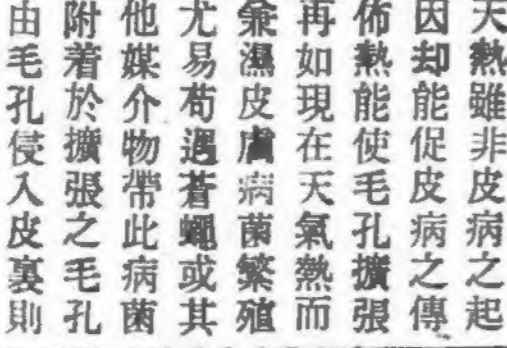 天熱雖非皮病之起
因却能促皮病之傳
佈熱能使毛孔擴張
再如現在天氣熱而
兼濕皮膚病菌繁殖
尤易苟遇蒼蠅或其
他媒介物帶此病菌
附着於擴張之毛孔
由毛孔侵入皮裏則